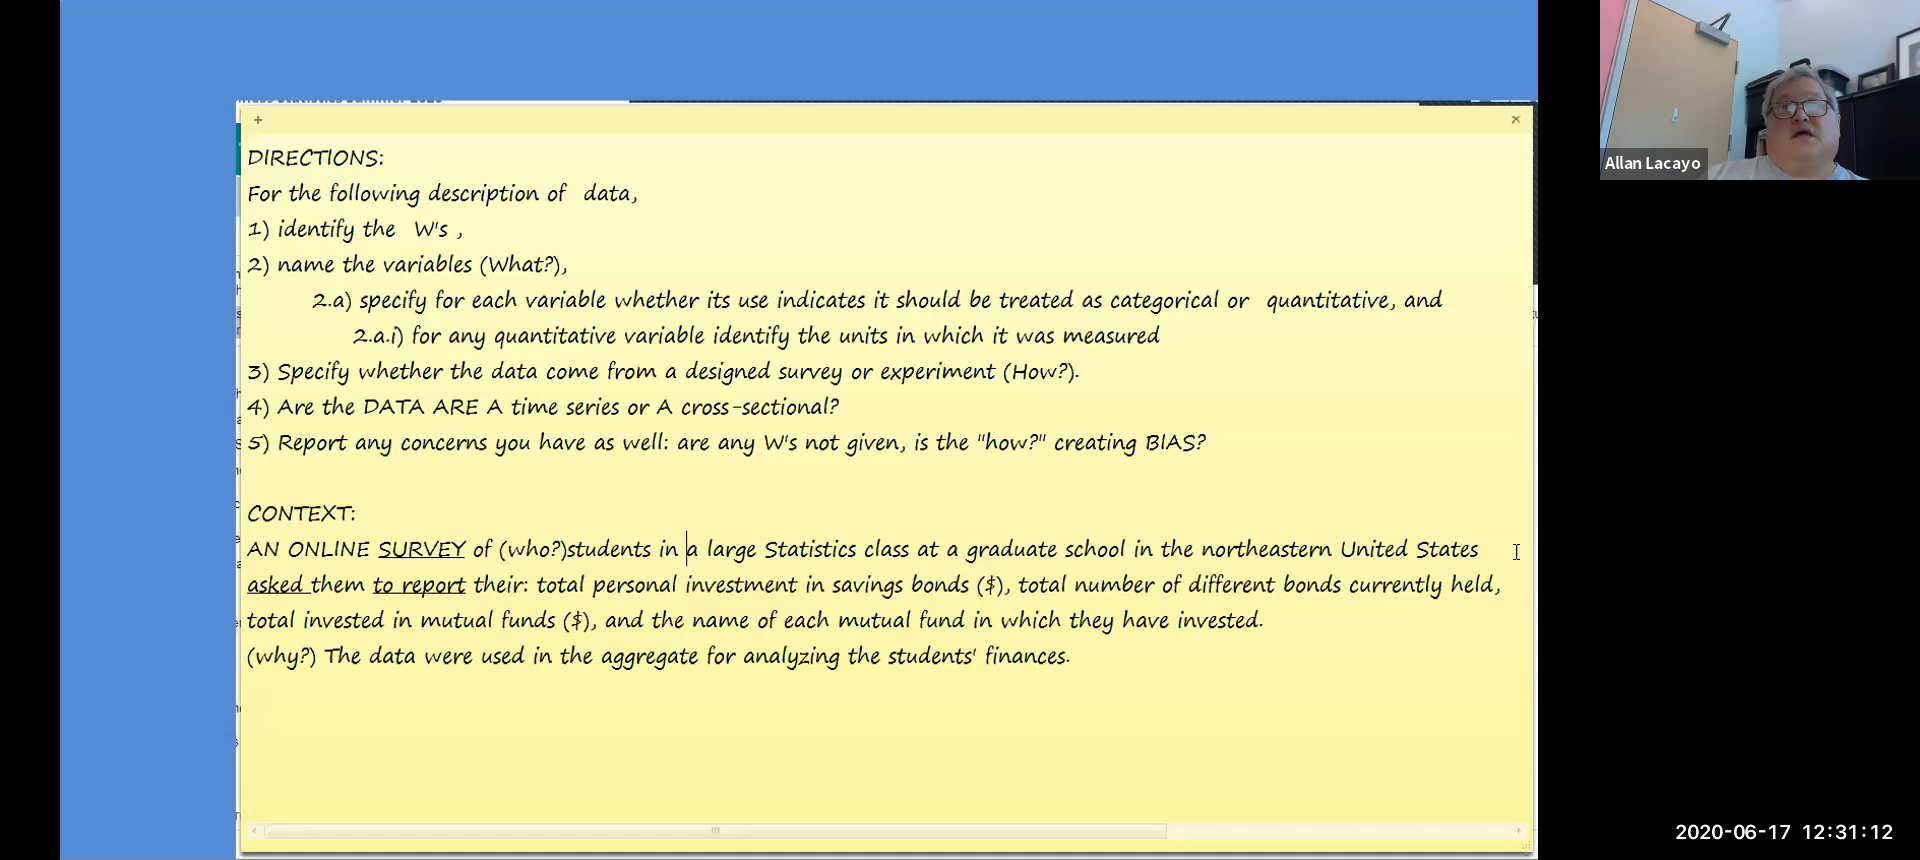 +
×
DIRECTIONS:
For the following description of data,
1) identify the W's ,
2) name the variables (What?),
2.a) specify for each variable whether its use indicates it should be treated as categorical or quantitative, and
2.a.i) for any quantitative variable identify the units in which it was measured
3) Specify whether the data come from a designed survey or experiment (How?).
4) Are the DATA ARE A time series or A cross-sectional?
5) Report any concerns you have as well: are any W's not given, is the "how?" creating BIAS?
CONTEXT:
AN ONLINE SURVEY of (who?)students in a large Statistics class at a graduate school in the northeastern United States
asked them to report their: total personal investment in savings bonds ($), total number of different bonds currently held,
total invested in mutual funds ($), and the name of each mutual fund in which they have invested.
(why?) The data were used in the aggregate for analyzing the students' finances.
Allan Lacayo
2020-06-17 12:31:12